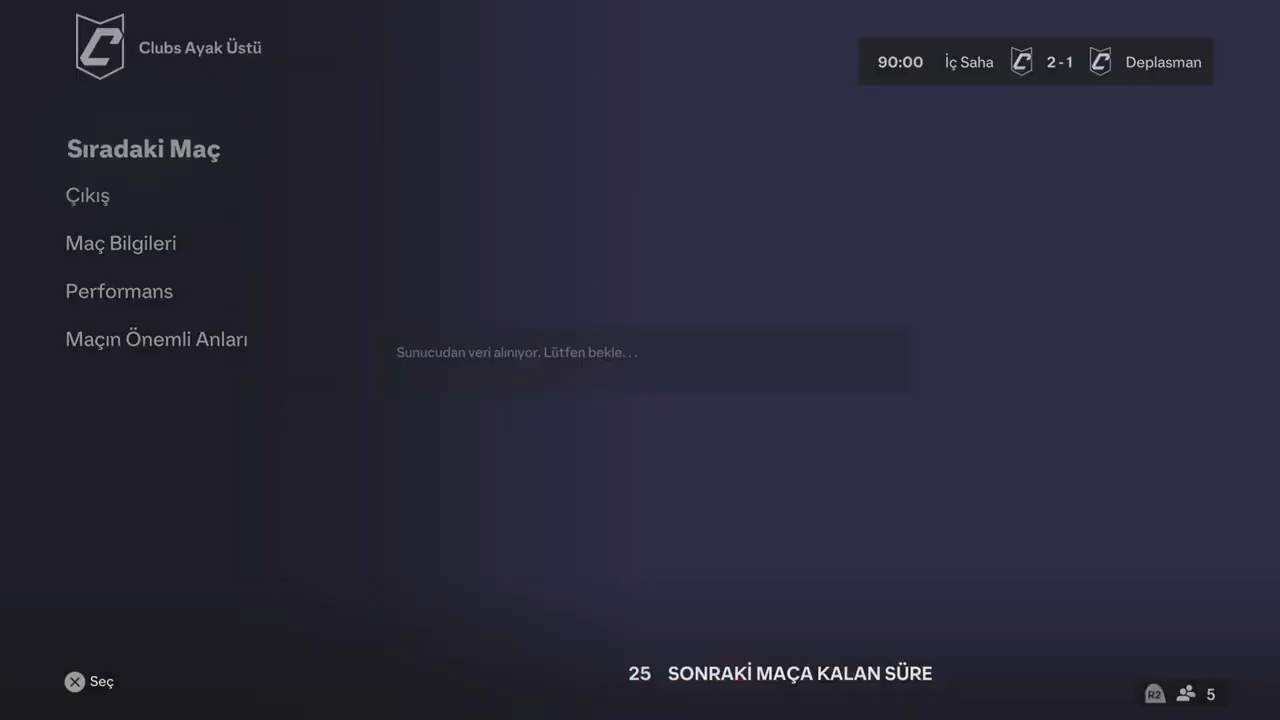 Clubs Ayak Üstü
90:00 İç Saha 2 - 1 Deplasman
Sıradaki Maç
Çıkış
Maç Bilgileri
Performans
Maçın Önemli Anları
Sunucudan veri alınıyor. Lütfen bekle...
25 SONRAKİ MAÇA KALAN SÜRE
Seç
R2 5